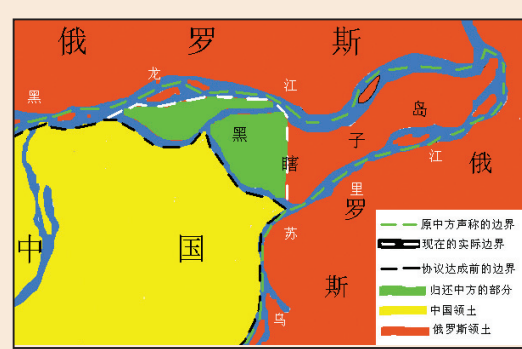 俄 罗 斯
黑 龙 江
黑 瞎 子 岛
中 国
乌 苏 里 江
俄 罗 斯
原中方声称的边界
现在的实际边界
协议达成前的边界
归还中方的部分
中国领土
俄罗斯领土